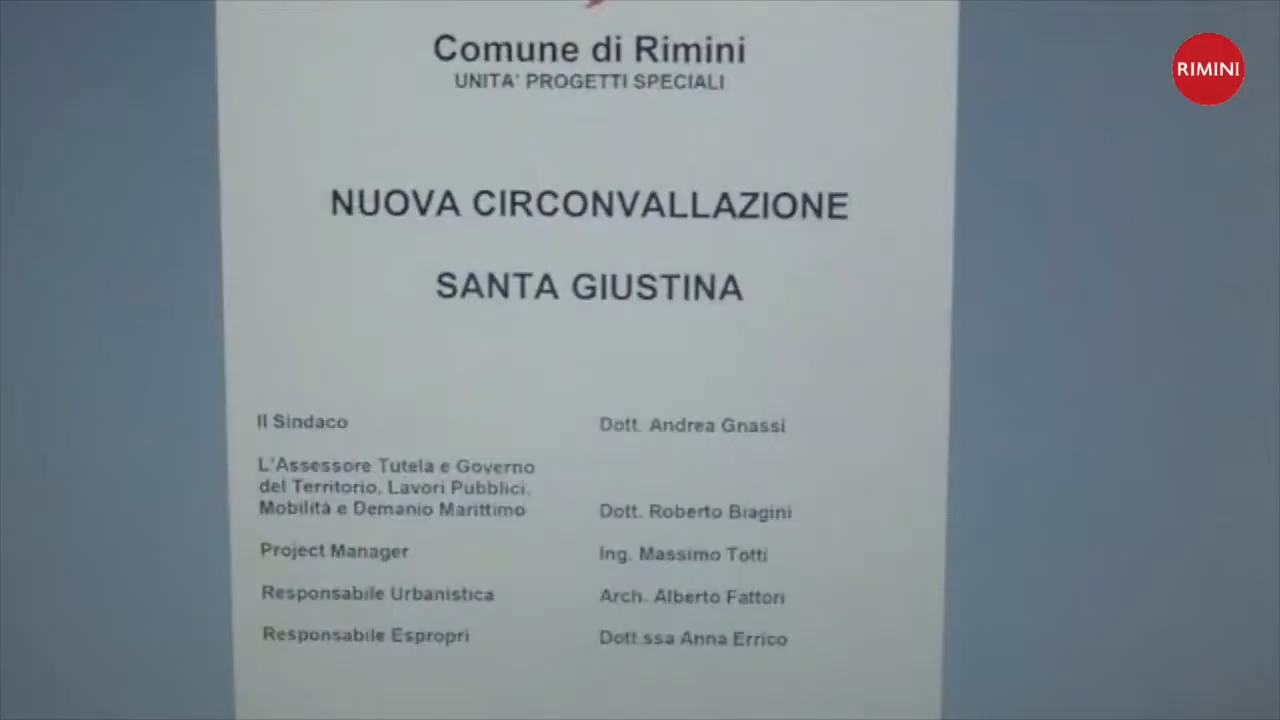 RIMINI
Comune di Rimini
UNITA' PROGETTI SPECIALI
NUOVA CIRCONVALLAZIONE
SANTA GIUSTINA
Il Sindaco Dott. Andrea Gnassi
L'Assessore Tutela e Governo
del Territorio, Lavori Pubblici,
Mobilità e Demanio Marittimo Dott. Roberto Biagini
Project Manager Ing. Massimo Totti
Responsabile Urbanistica Arch. Alberto Fattori
Responsabile Espropri Dott.ssa Anna Errico